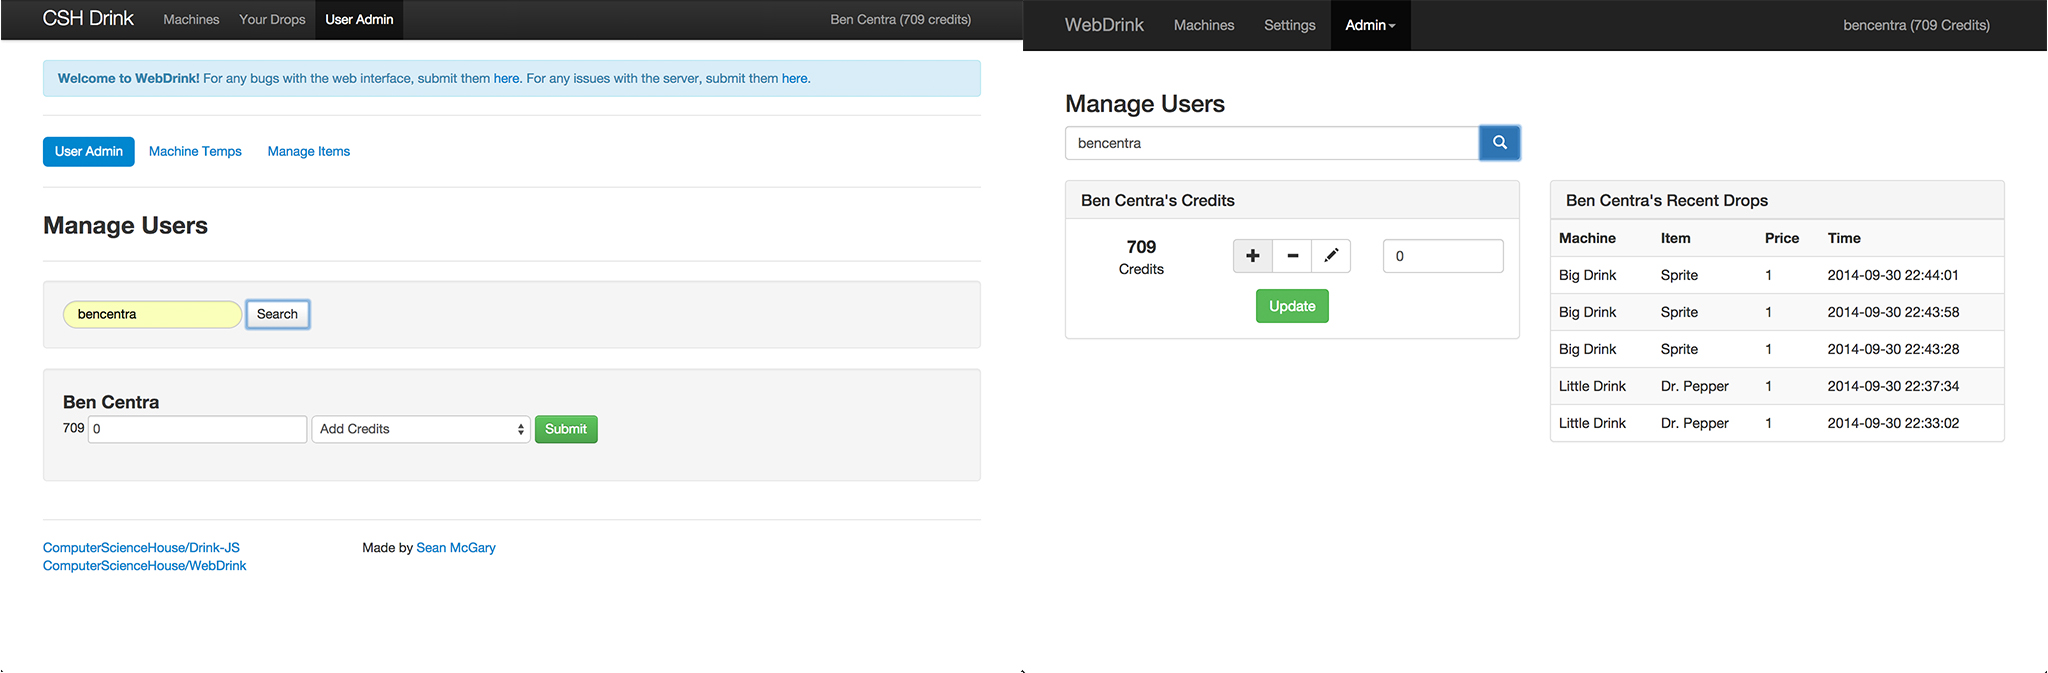 CSH Drink Machines Your Drops User Admin Ben Centra (709 credits)
Welcome to WebDrink! For any bugs with the web interface, submit them here. For any issues with the server, submit them here.
User Admin Machine Temps Manage Items
Manage Users
bencentra Search
Ben Centra
709 0 Add Credits Submit
ComputerScienceHouse/Drink-JS Made by Sean McGary
ComputerScienceHouse/WebDrink
WebDrink Machines Settings Admin bencentra (709 Credits)
Manage Users
bencentra
Ben Centra's Credits
709
Credits
0
Update
Ben Centra's Recent Drops
Machine Item Price Time
Big Drink Sprite 1 2014-09-30 22:44:01
Big Drink Sprite 1 2014-09-30 22:43:58
Big Drink Sprite 1 2014-09-30 22:43:28
Little Drink Dr. Pepper 1 2014-09-30 22:37:34
Little Drink Dr. Pepper 1 2014-09-30 22:33:02